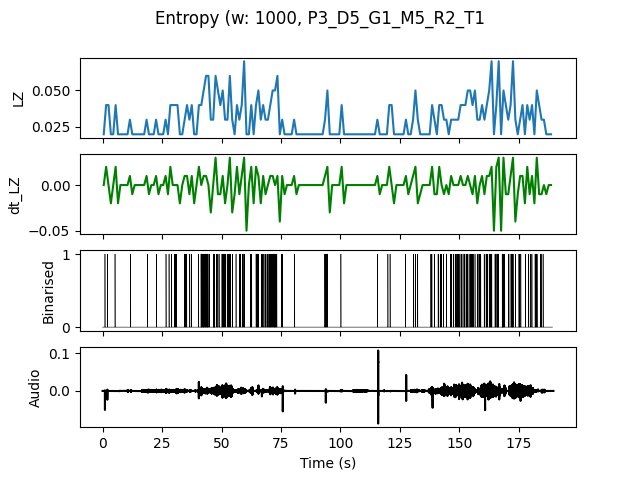 Entropy (w: 1000, P3_D5_G1_M5_R2_T1
LZ
0.050
0.025
dt_LZ
0.00
−0.05
Binarised
1
0
Audio
0.1
0.0
0 25 50 75 100 125 150 175
Time (s)